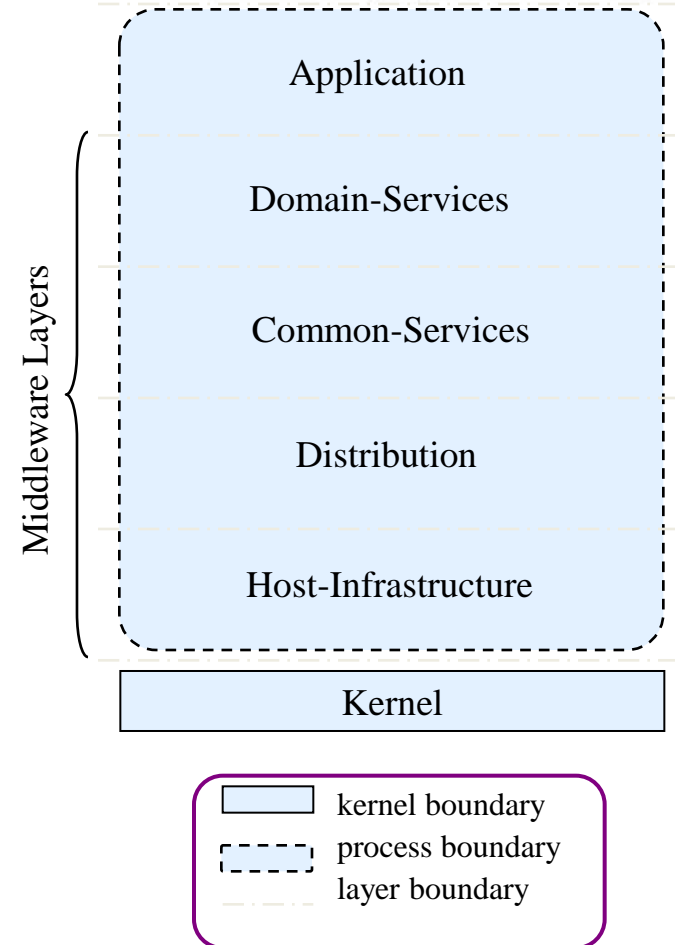 Application
Domain-Services
Common-Services
Distribution
Host-Infrastructure
Middleware Layers
Kernel
kernel boundary
process boundary
layer boundary